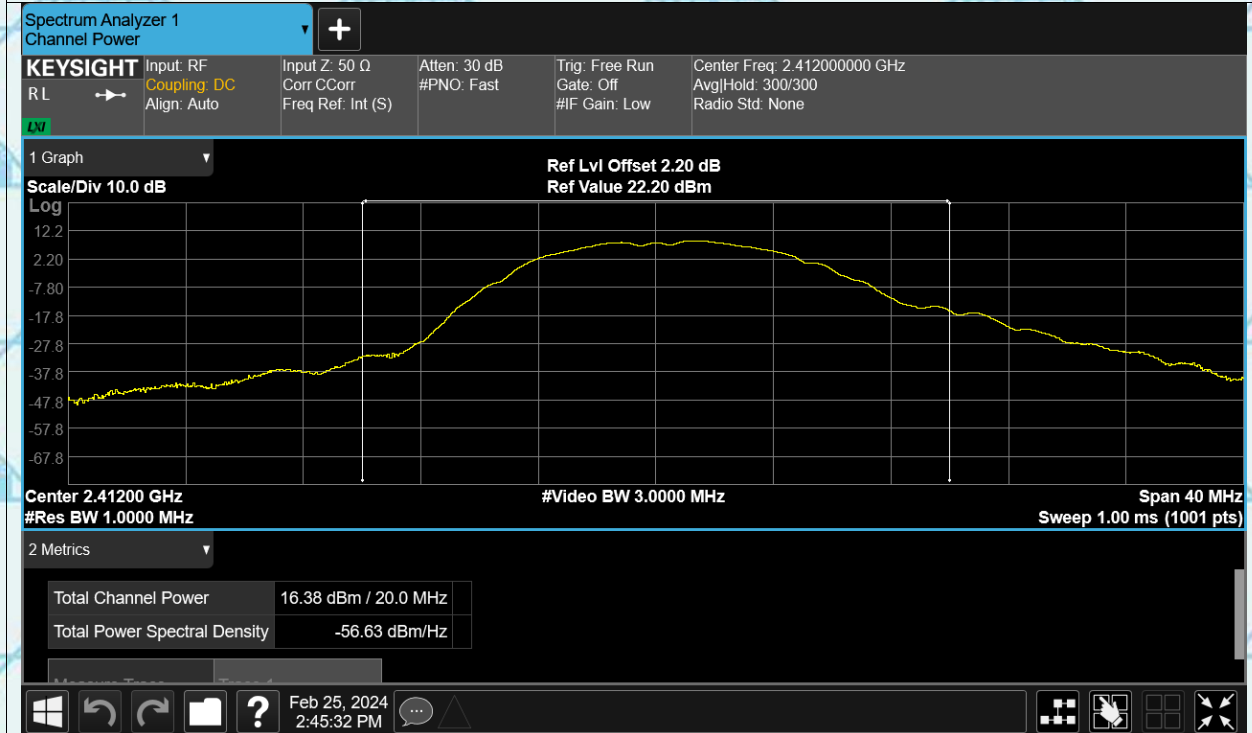 Spectrum Analyzer 1
Channel Power
KEYSIGHT
R L
LXI
Input: RF
Coupling: DC
Align: Auto
Input Z: 50 Ω
Corr CCorr
Freq Ref: Int (S)
Atten: 30 dB
#PNO: Fast
Trig: Free Run
Gate: Off
#IF Gain: Low
Center Freq: 2.412000000 GHz
Avg|Hold: 300/300
Radio Std: None
1 Graph
Scale/Div 10.0 dB
Ref Lvl Offset 2.20 dB
Ref Value 22.20 dBm
Log
12.2
2.20
-7.80
-17.8
-27.8
-37.8
-47.8
-57.8
-67.8
Center 2.41200 GHz
#Video BW 3.0000 MHz
Span 40 MHz
#Res BW 1.0000 MHz
Sweep 1.00 ms (1001 pts)
2 Metrics
Total Channel Power 16.38 dBm / 20.0 MHz
Total Power Spectral Density -56.63 dBm/Hz
Measure Trace Trace 1
?
Feb 25, 2024
2:45:32 PM